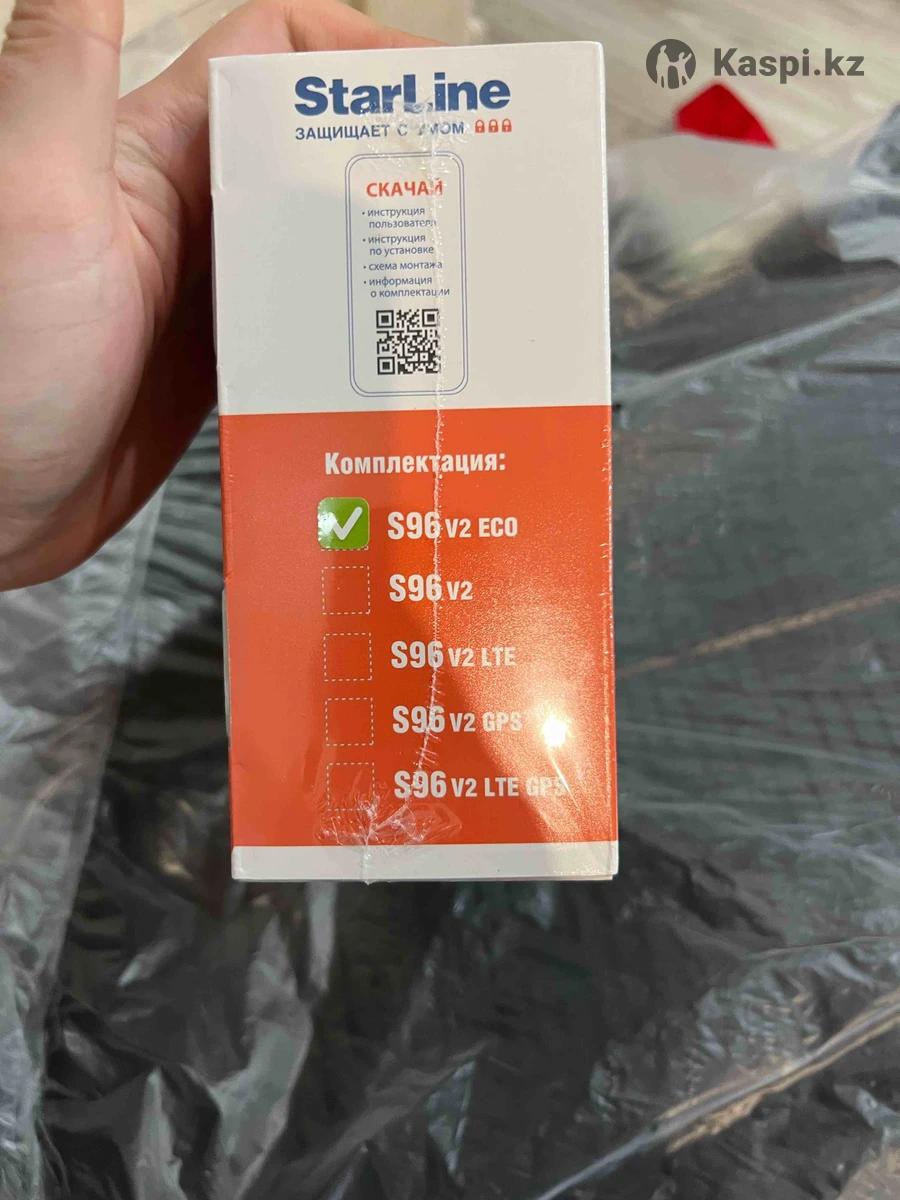 Kaspi.kz
StarLine
ЗАЩИЩАЕТ С УМОМ
СКАЧАЙ
• инструкция
пользователя
• инструкция
по установке
• схема монтажа
• информация
о комплектации
Комплектация:
S96 V2 ECO
S96 V2
S96 V2 LTE
S96 V2 GPS
S96 V2 LTE GPS